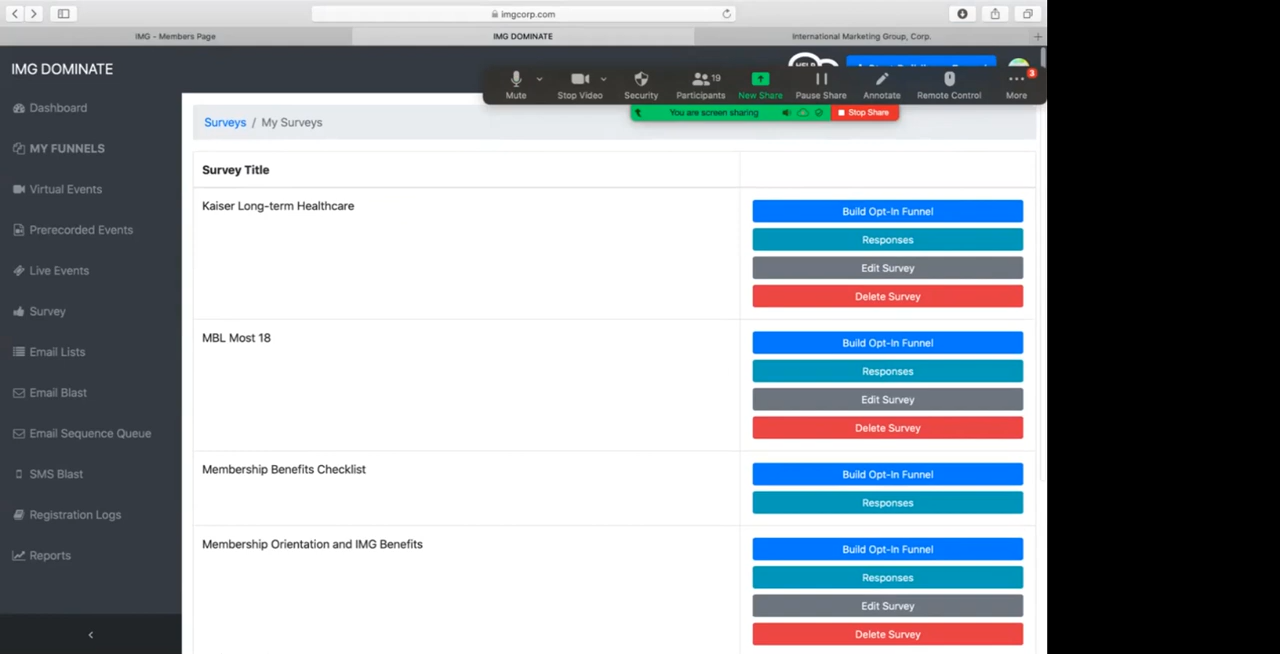 imgcorp.com
IMG - Members Page
IMG DOMINATE
International Marketing Group, Corp.
IMG DOMINATE
Mute
Stop Video
Security
19
Participants
New Share
Pause Share
Annotate
Remote Control
3
More
You are screen sharing
Stop Share
Dashboard
MY FUNNELS
Virtual Events
Prerecorded Events
Live Events
Survey
Email Lists
Email Blast
Email Sequence Queue
SMS Blast
Registration Logs
Reports
Surveys / My Surveys
Survey Title
Kaiser Long-term Healthcare
Build Opt-In Funnel
Responses
Edit Survey
Delete Survey
MBL Most 18
Build Opt-In Funnel
Responses
Edit Survey
Delete Survey
Membership Benefits Checklist
Build Opt-In Funnel
Responses
Membership Orientation and IMG Benefits
Build Opt-In Funnel
Responses
Edit Survey
Delete Survey